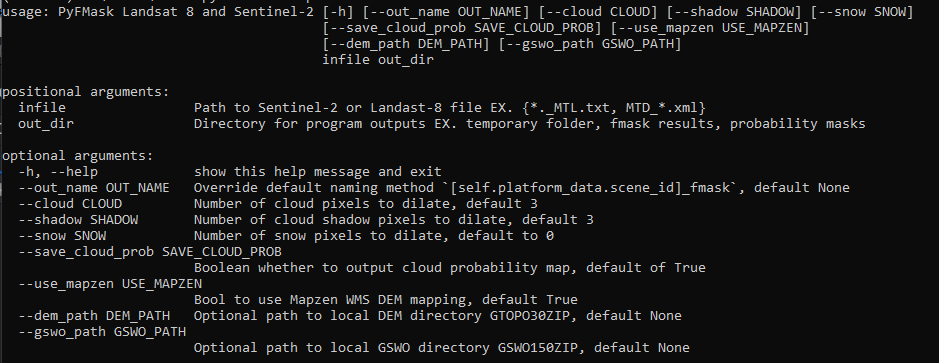 usage: PyFMask Landsat 8 and Sentinel-2 [-h] [--out_name OUT_NAME] [--cloud CLOUD] [--shadow SHADOW] [--snow SNOW]
[--save_cloud_prob SAVE_CLOUD_PROB] [--use_mapzen USE_MAPZEN]
[--dem_path DEM_PATH] [--gswo_path GSWO_PATH]
infile out_dir
positional arguments:
infile Path to Sentinel-2 or Landast-8 file EX. {*._MTL.txt, MTD_*.xml}
out_dir Directory for program outputs EX. temporary folder, fmask results, probability masks
optional arguments:
-h, --help show this help message and exit
--out_name OUT_NAME Override default naming method `[self.platform_data.scene_id]_fmask`, default None
--cloud CLOUD Number of cloud pixels to dilate, default 3
--shadow SHADOW Number of cloud shadow pixels to dilate, default 3
--snow SNOW Number of snow pixels to dilate, default to 0
--save_cloud_prob SAVE_CLOUD_PROB
Boolean whether to output cloud probability map, default of True
--use_mapzen USE_MAPZEN
Bool to use Mapzen WMS DEM mapping, default True
--dem_path DEM_PATH Optional path to local DEM directory GTOPO30ZIP, default None
--gswo_path GSWO_PATH
Optional path to local GSWO directory GSWO150ZIP, default None